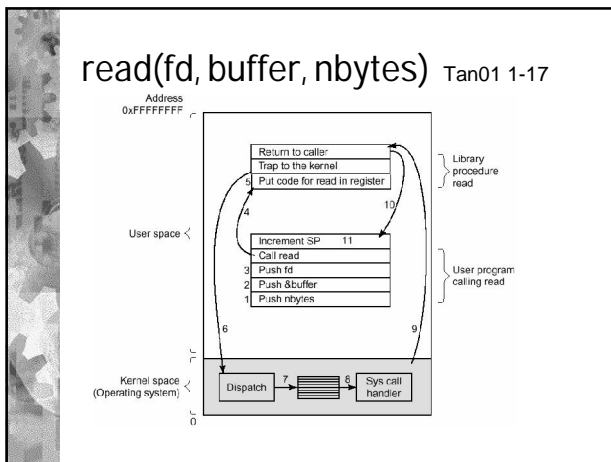 read(fd, buffer, nbytes) Tan01 1-17
Address
0xFFFFFFFF
Return to caller
Trap to the kernel
5 Put code for read in register
Library
procedure
read
4
10
User space
Increment SP 11
Call read
3 Push fd
2 Push &buffer
1 Push nbytes
User program
calling read
6
9
Kernel space
(Operating system)
Dispatch
7
8
Sys call
handler
0